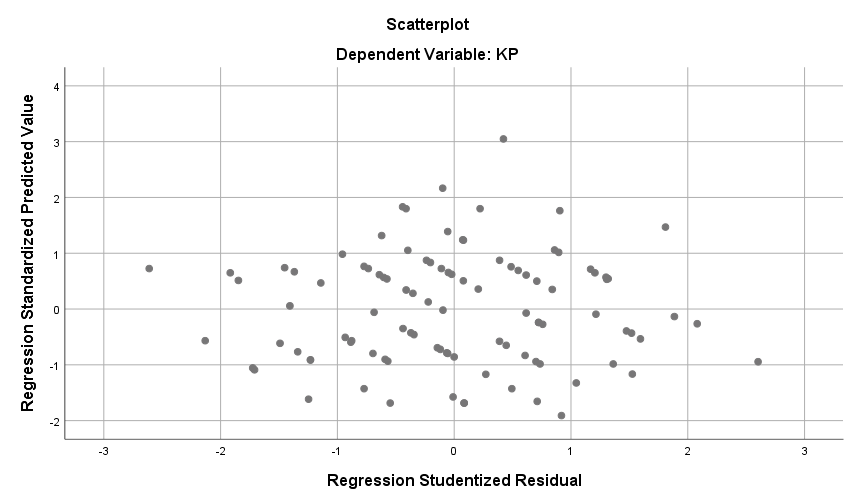 Scatterplot
Dependent Variable: KP
Regression Standardized Predicted Value
4
3
2
1
0
-1
-2
-3 -2 -1 0 1 2 3
Regression Studentized Residual